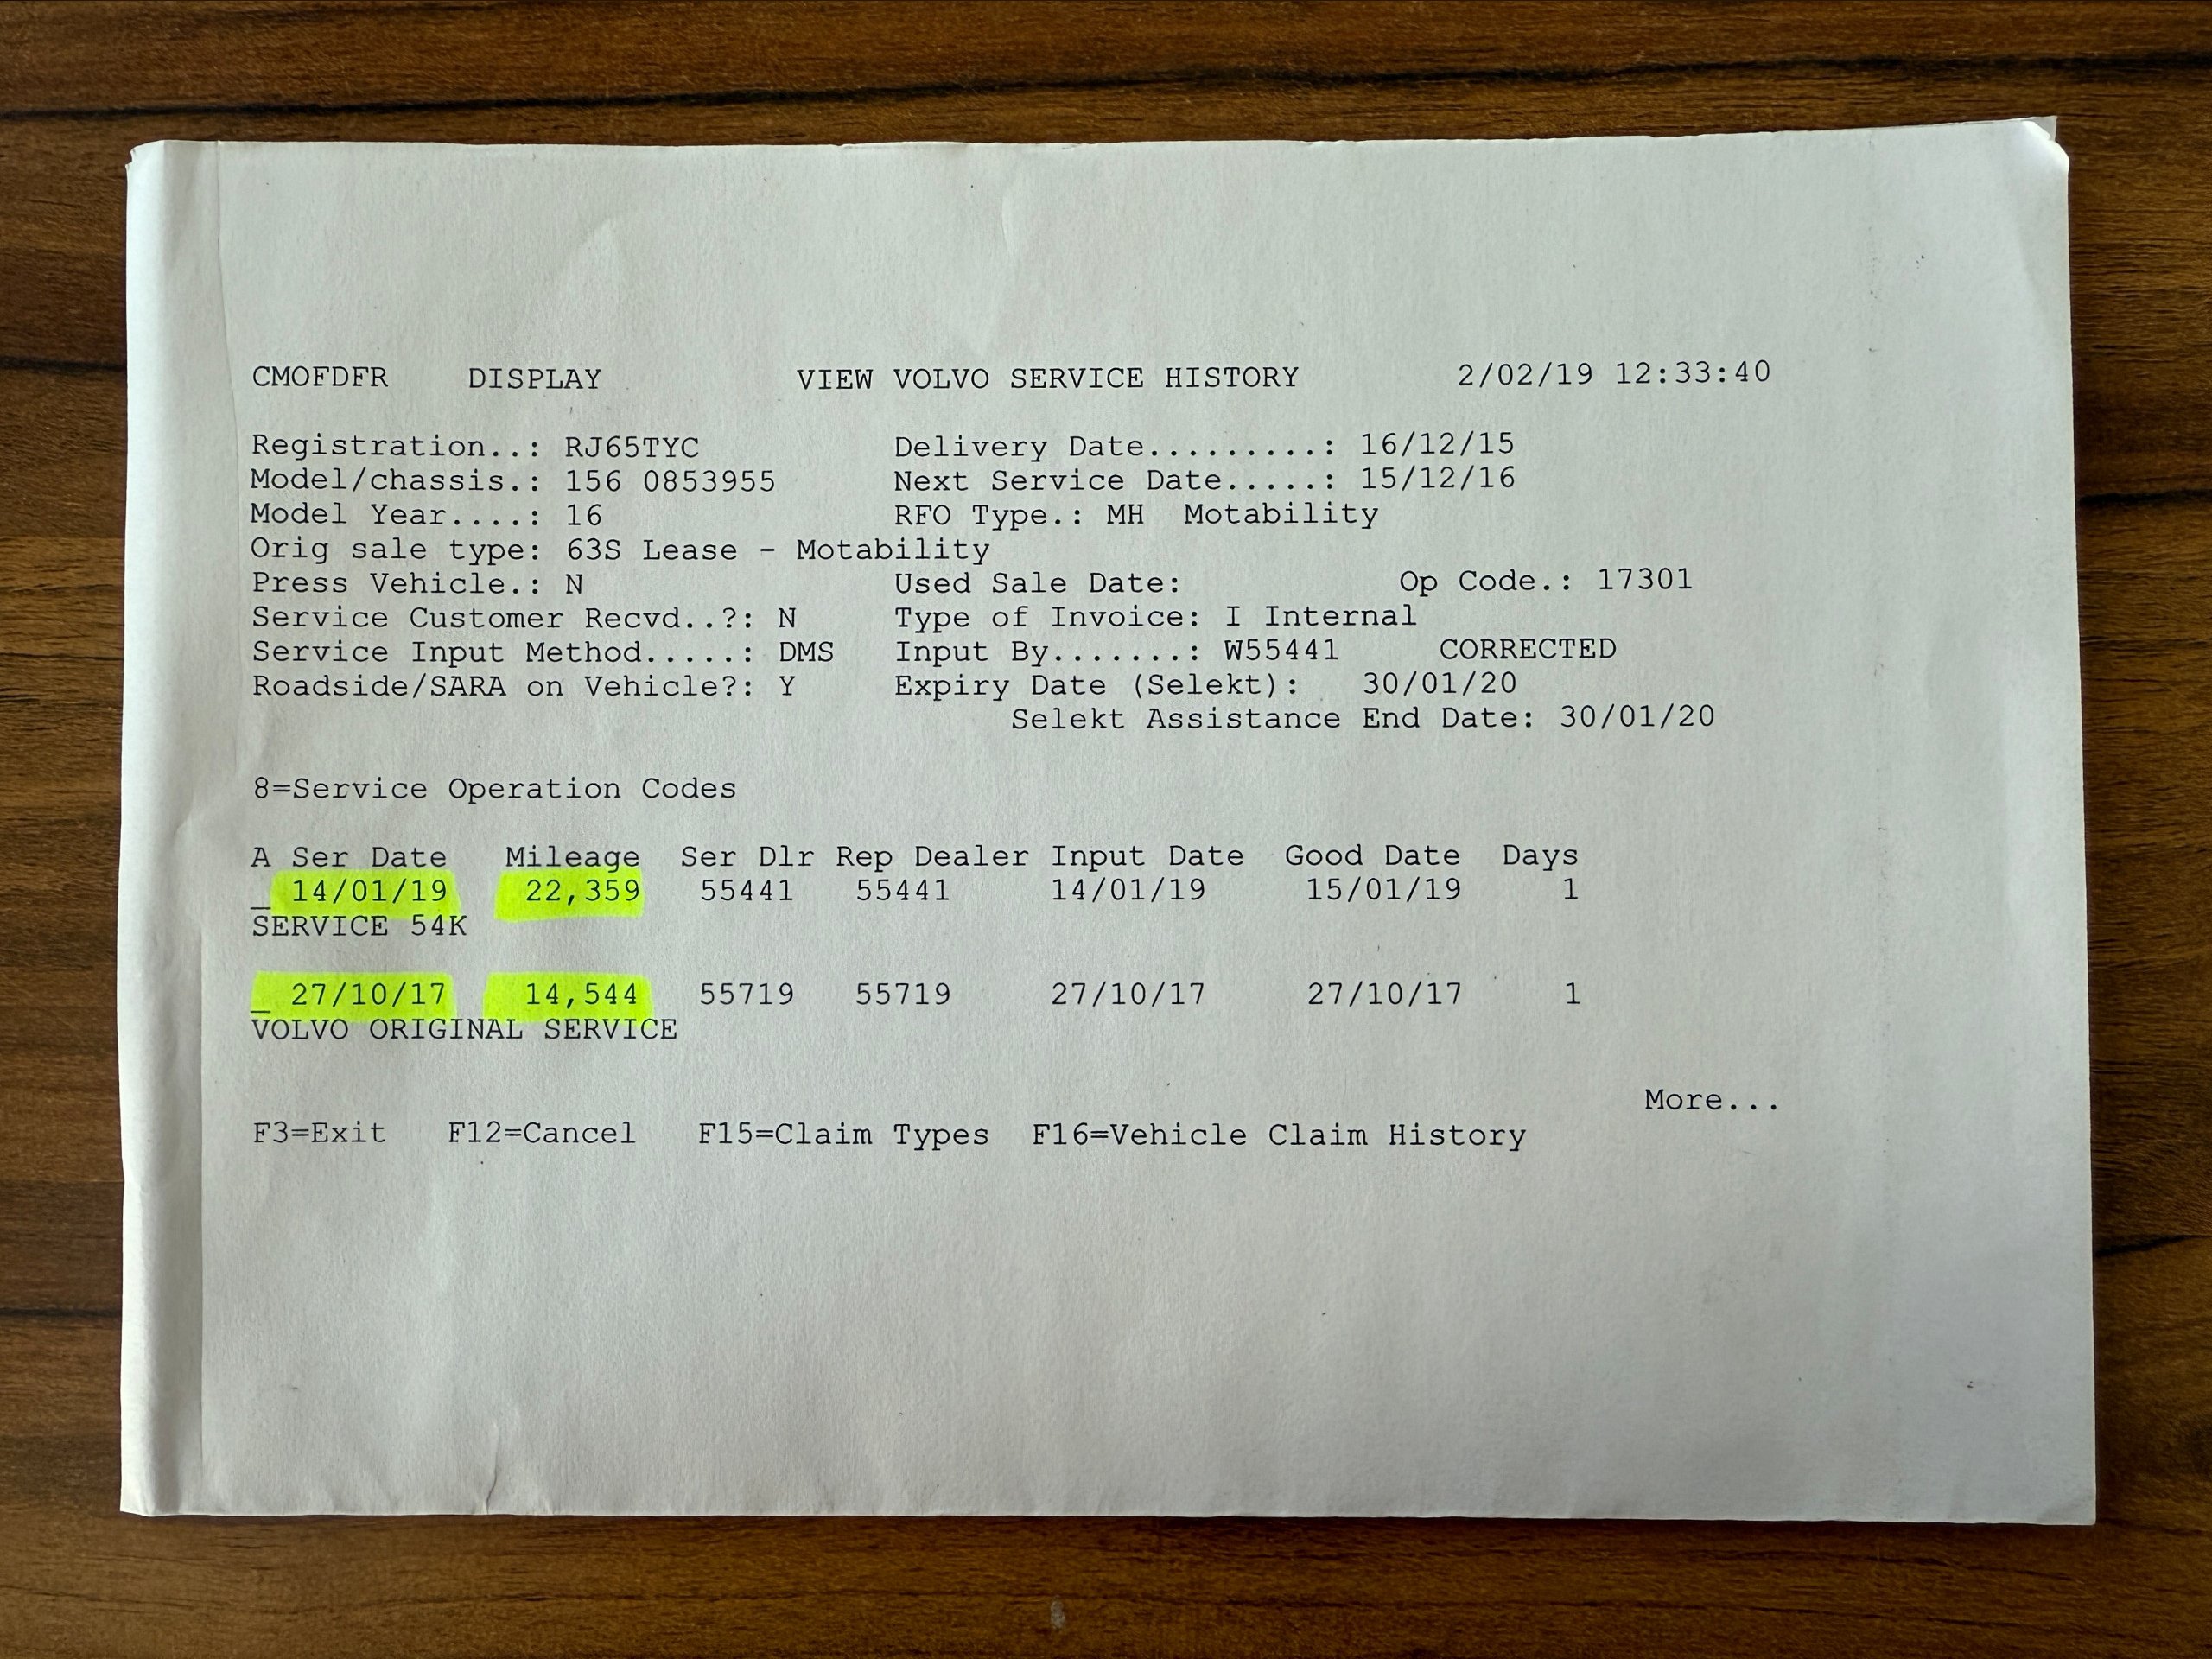 CMOFDFR DISPLAY VIEW VOLVO SERVICE HISTORY 2/02/19 12:33:40
Registration..: RJ65TYC Delivery Date.........: 16/12/15
Model/chassis.: 156 0853955 Next Service Date.....: 15/12/16
Model Year....: 16 RFO Type.: MH Motability
Orig sale type: 63S Lease - Motability
Press Vehicle.: N Used Sale Date: Op Code.: 17301
Service Customer Recvd..?: N Type of Invoice: I Internal
Service Input Method.....: DMS Input By.......: W55441 CORRECTED
Roadside/SARA on Vehicle?: Y Expiry Date (Selekt): 30/01/20
Selekt Assistance End Date: 30/01/20
8=Service Operation Codes
A Ser Date Mileage Ser Dlr Rep Dealer Input Date Good Date Days
_ 14/01/19 22,359 55441 55441 14/01/19 15/01/19 1
SERVICE 54K
_ 27/10/17 14,544 55719 55719 27/10/17 27/10/17 1
VOLVO ORIGINAL SERVICE
More...
F3=Exit F12=Cancel F15=Claim Types F16=Vehicle Claim History